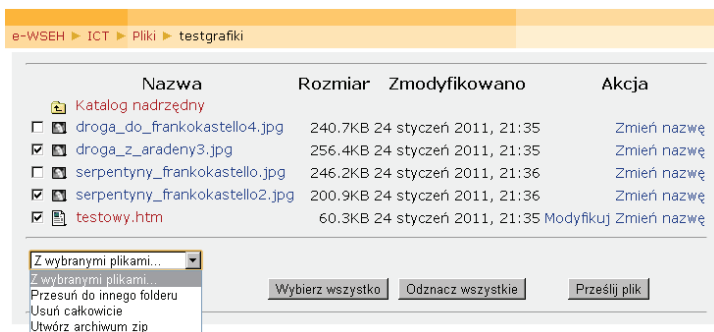 e-WSEH ► ICT ► Pliki ► testgrafiki
Nazwa Rozmiar Zmodyfikowano Akcja
Katalog nadrzędny
droga_do_frankokastello4.jpg 240.7KB 24 styczeń 2011, 21:35 Zmień nazwę
droga_z_aradeny3.jpg 256.4KB 24 styczeń 2011, 21:35 Zmień nazwę
serpentyny_frankokastello.jpg 246.2KB 24 styczeń 2011, 21:36 Zmień nazwę
serpentyny_frankokastello2.jpg 200.9KB 24 styczeń 2011, 21:36 Zmień nazwę
testowy.htm 60.3KB 24 styczeń 2011, 21:35 Modyfikuj Zmień nazwę
Z wybranymi plikami...
Z wybranymi plikami...
Wybierz wszystko Odznacz wszystkie Prześlij plik
Przesuń do innego folderu
Usuń całkowicie
Utwórz archiwum zip